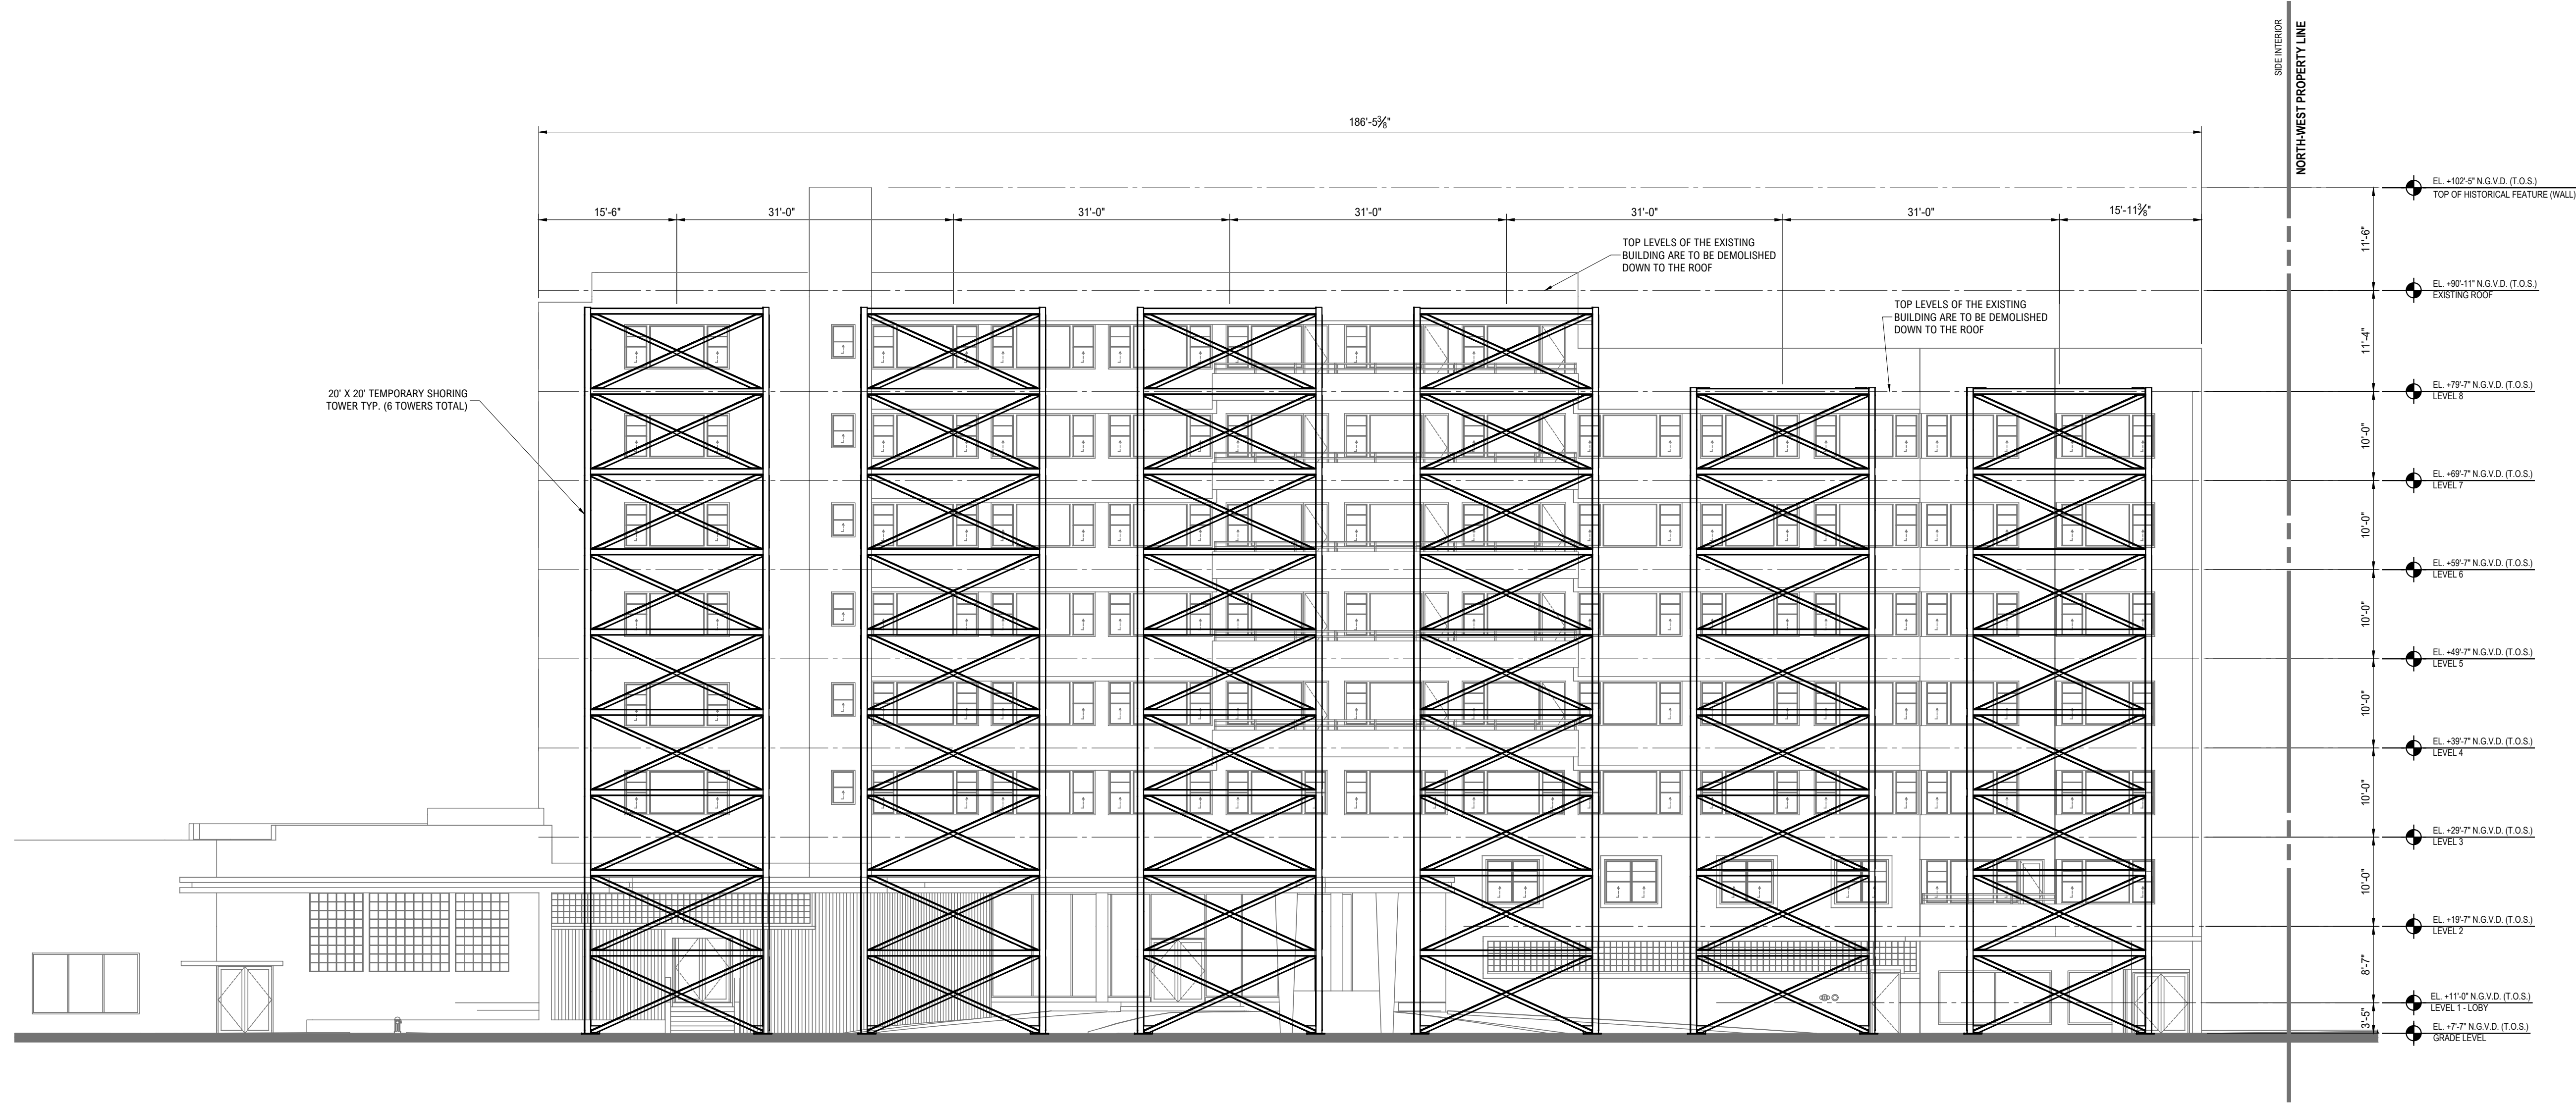 SIDE INTERIOR
NORTH-WEST PROPERTY LINE
186'-5⅜"
EL. +102'-5" N.G.V.D. (T.O.S.)
TOP OF HISTORICAL FEATURE (WALL)
15'-6"
31'-0"
31'-0"
31'-0"
31'-0"
31'-0"
15'-11⅜"
11'-6"
TOP LEVELS OF THE EXISTING
BUILDING ARE TO BE DEMOLISHED
DOWN TO THE ROOF
EL. +90'-11" N.G.V.D. (T.O.S.)
EXISTING ROOF
TOP LEVELS OF THE EXISTING
BUILDING ARE TO BE DEMOLISHED
DOWN TO THE ROOF
11'-4"
EL. +79'-7" N.G.V.D. (T.O.S.)
LEVEL 8
20' X 20' TEMPORARY SHORING
TOWER TYP. (6 TOWERS TOTAL)
10'-0"
EL. +69'-7" N.G.V.D. (T.O.S.)
LEVEL 7
10'-0"
EL. +59'-7" N.G.V.D. (T.O.S.)
LEVEL 6
10'-0"
EL. +49'-7" N.G.V.D. (T.O.S.)
LEVEL 5
10'-0"
EL. +39'-7" N.G.V.D. (T.O.S.)
LEVEL 4
10'-0"
EL. +29'-7" N.G.V.D. (T.O.S.)
LEVEL 3
10'-0"
EL. +19'-7" N.G.V.D. (T.O.S.)
LEVEL 2
8'-7"
EL. +11'-0" N.G.V.D. (T.O.S.)
LEVEL 1 - LOBY
3'-5"
EL. +7'-7" N.G.V.D. (T.O.S.)
GRADE LEVEL